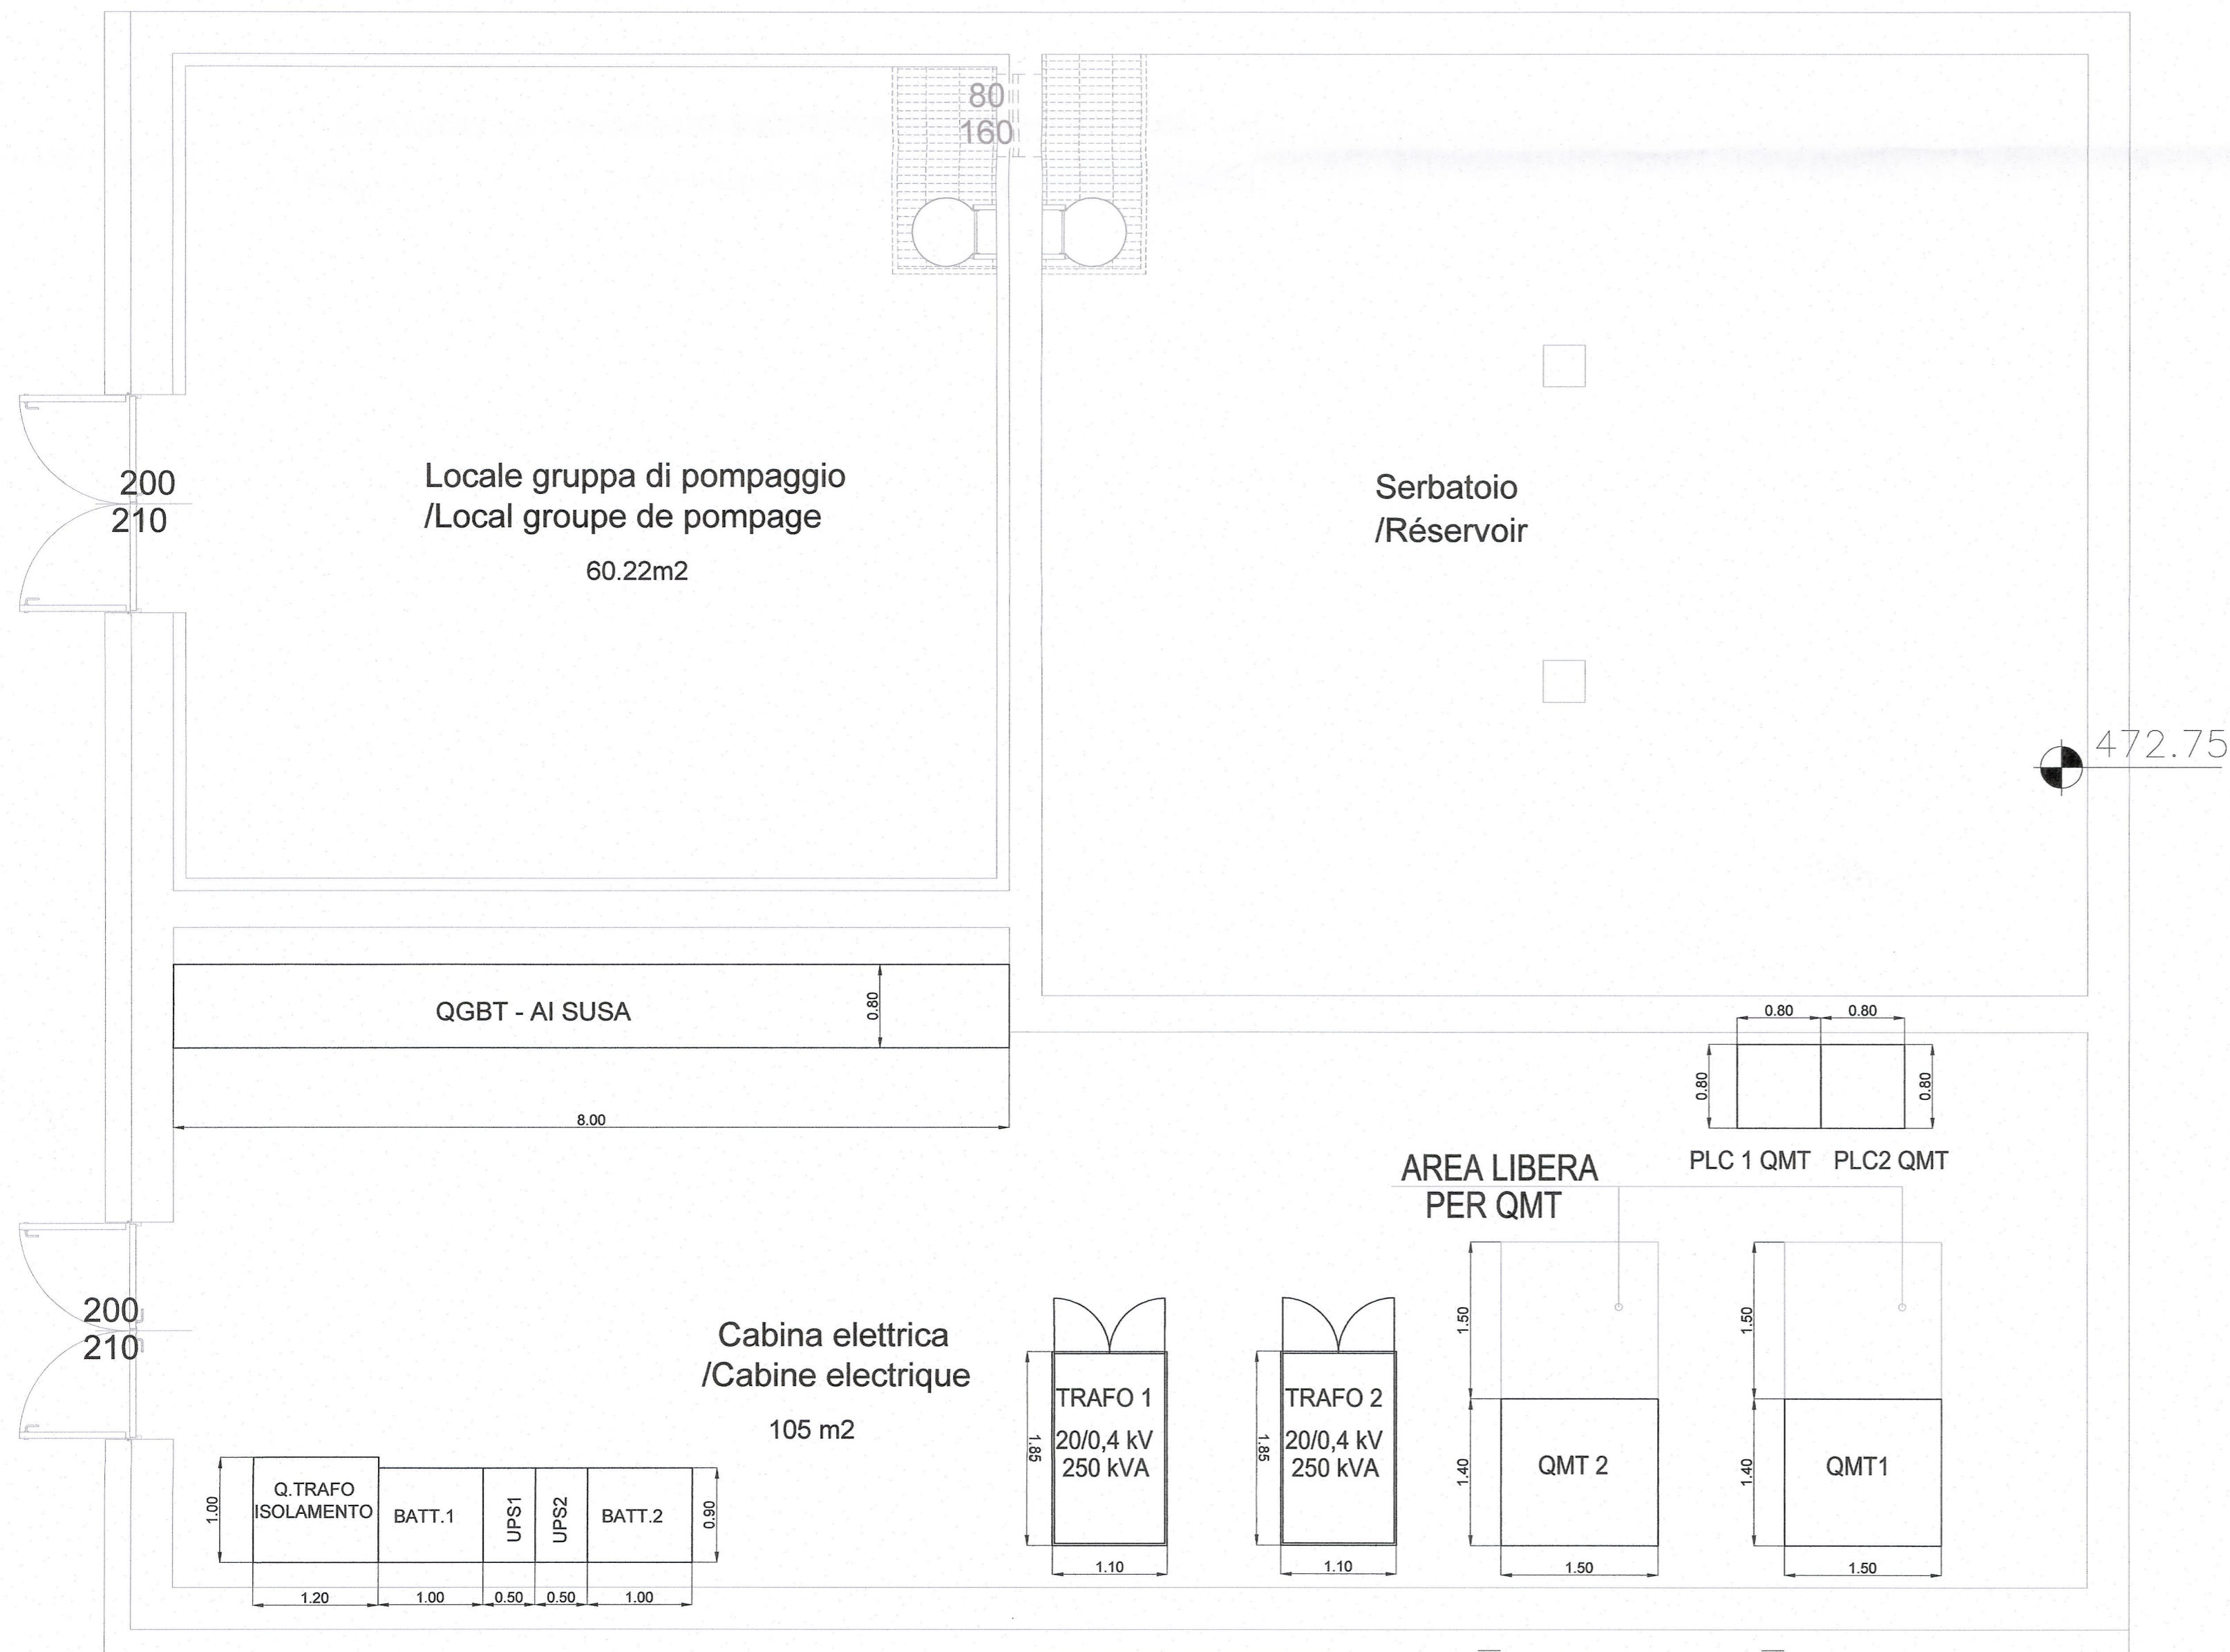 80
160
200
210
Locale gruppa di pompaggio
/Local groupe de pompage
60.22m2
Serbatoio
/Réservoir
472.75
QGBT - AI SUSA
0.80
8.00
0.80
0.80
0.80
0.80
PLC 1 QMT
PLC2 QMT
AREA LIBERA
PER QMT
200
210
Cabina elettrica
/Cabine electrique
105 m2
1.00
Q.TRAFO
ISOLAMENTO
BATT.1
UPS1
UPS2
BATT.2
0.90
1.20
1.00
0.50
0.50
1.00
1.85
TRAFO 1
20/0,4 kV
250 kVA
1.10
1.85
TRAFO 2
20/0,4 kV
250 kVA
1.10
1.50
1.40
QMT 2
1.50
1.50
1.40
QMT1
1.50